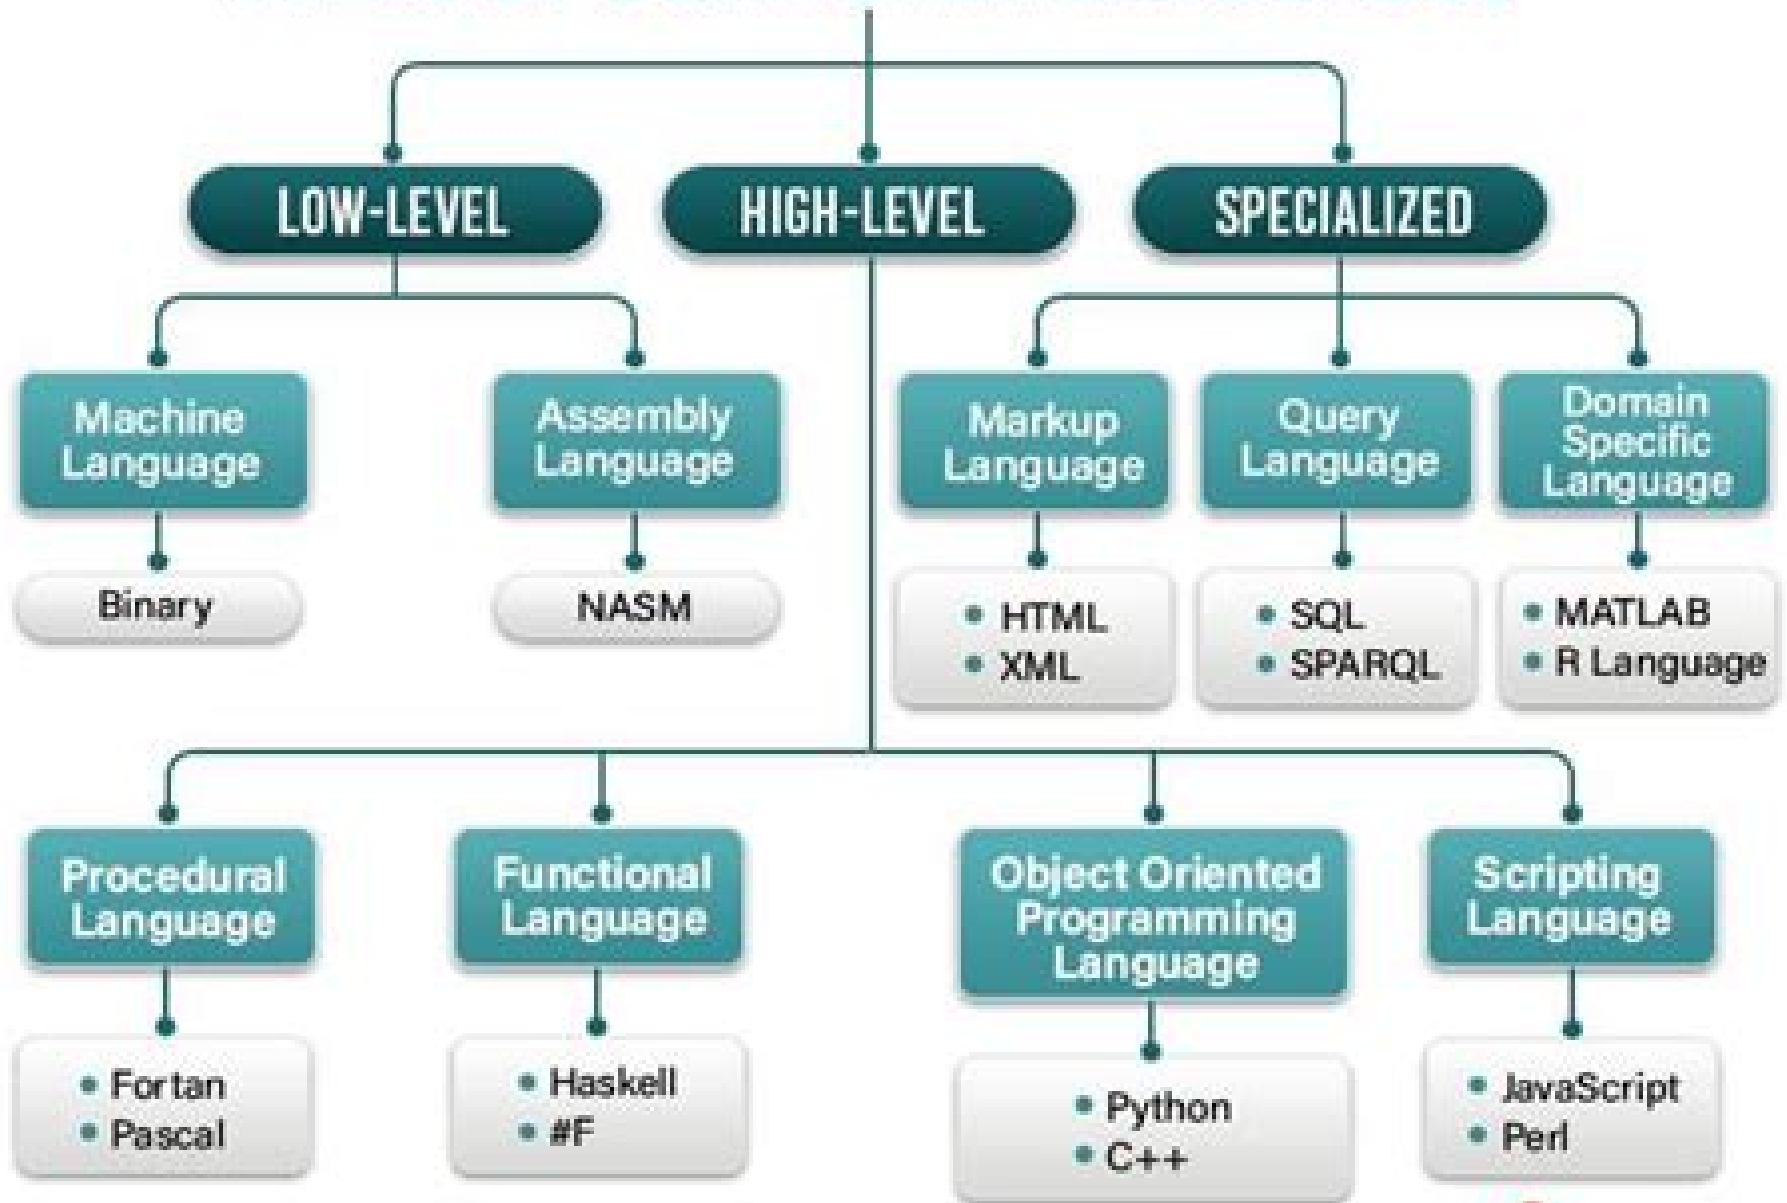 LOW-LEVEL
HIGH-LEVEL
SPECIALIZED
Machine
Language
Assembly
Language
Markup
Language
Query
Language
Domain
Specific
Language
Binary
NASM
• HTML
• XML
• SQL
• SPARQL
• MATLAB
• R Language
Procedural
Language
Functional
Language
Object Oriented
Programming
Language
Scripting
Language
• Fortan
• Pascal
• Haskell
• #F
• Python
• C++
• JavaScript
• Perl